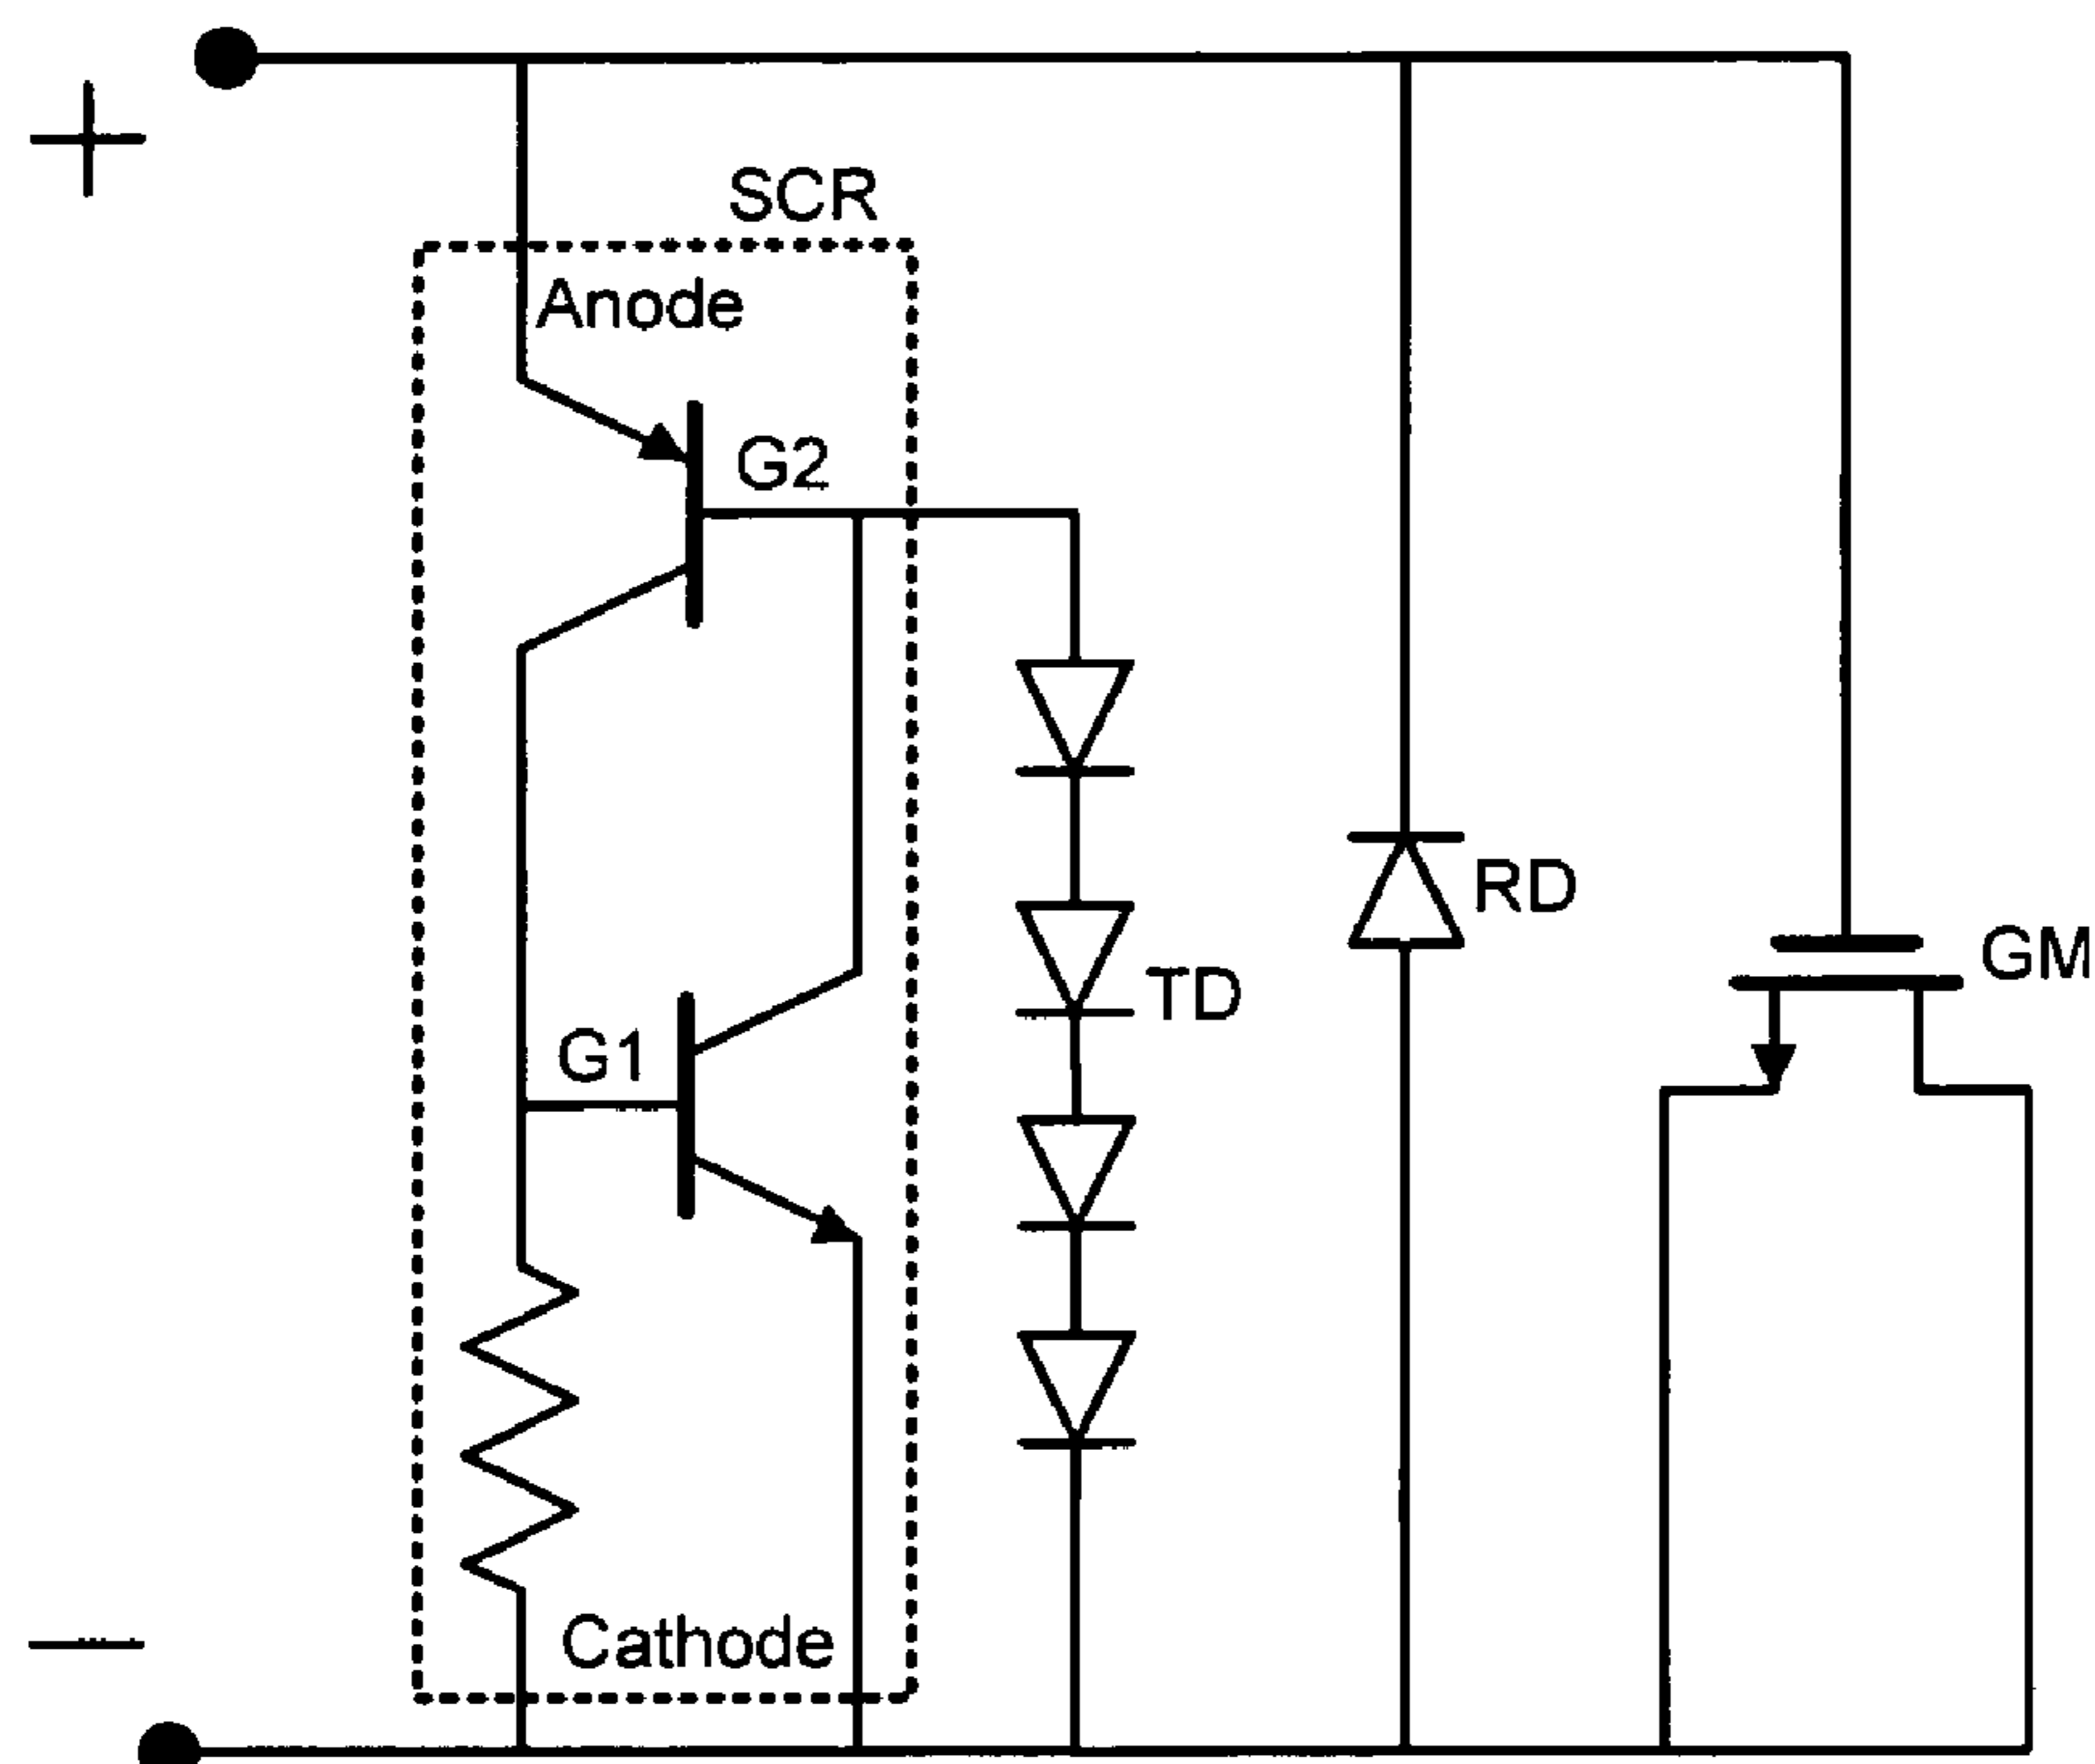 +
SCR
Anode
G2
RD
GM
TD
G1
Cathode
—